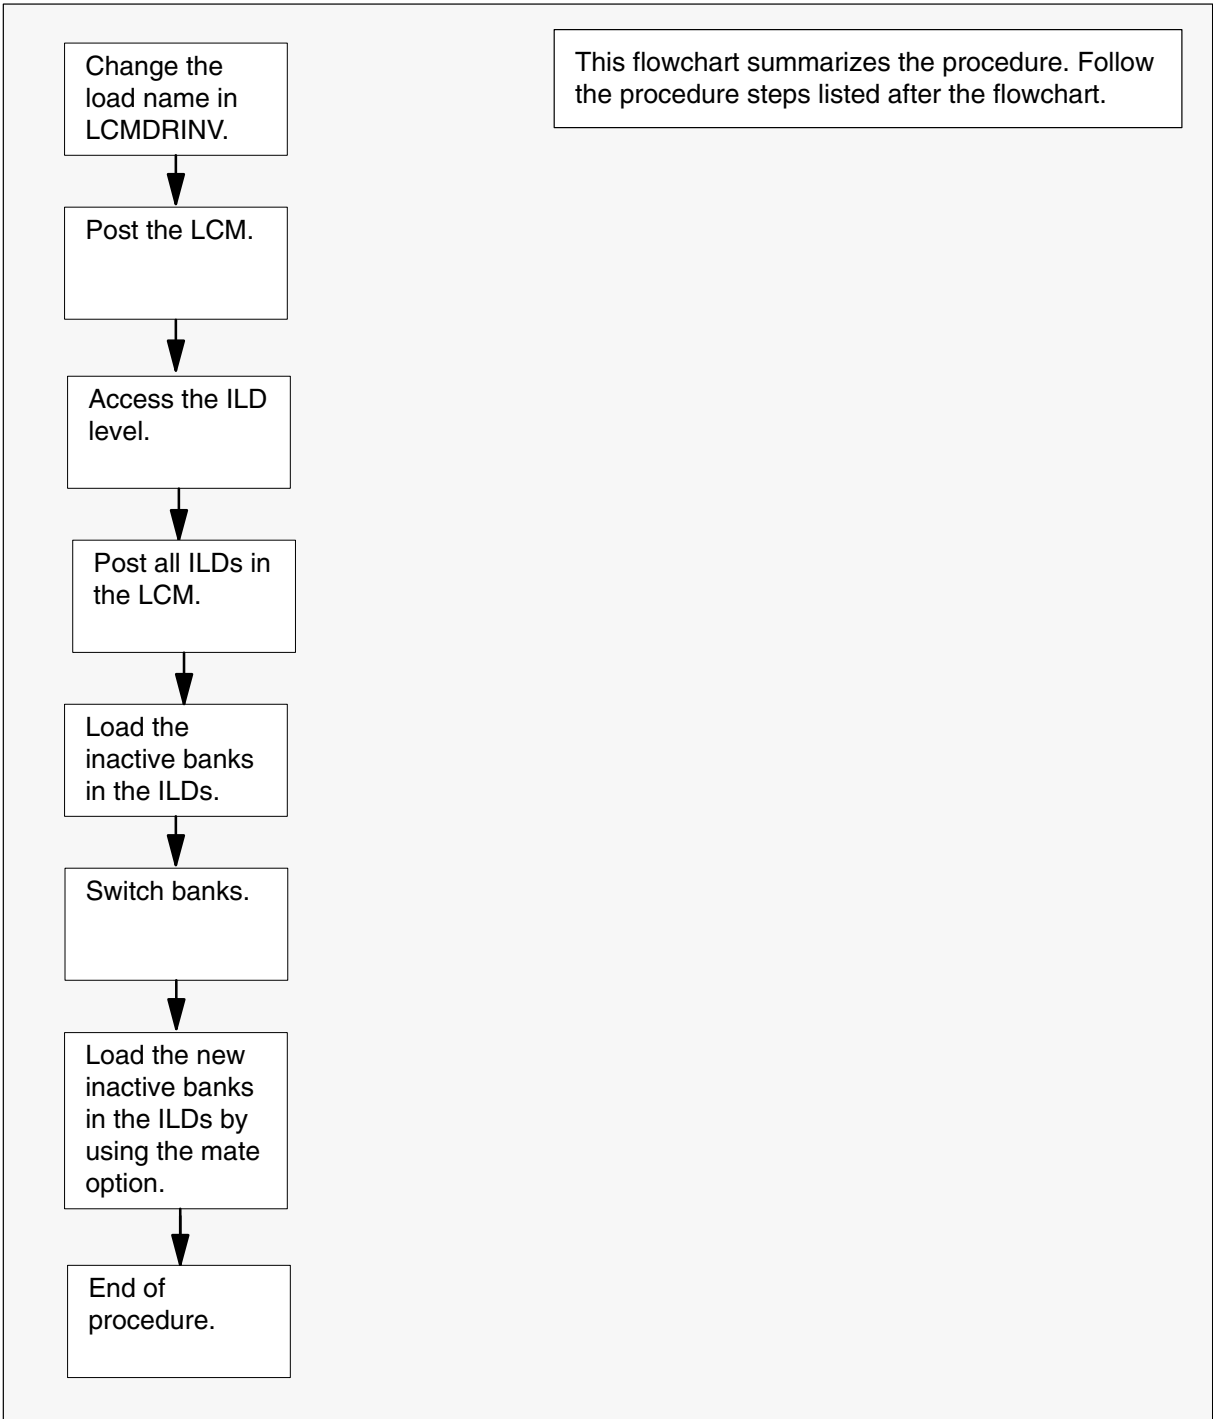 Change the
load name in
LCMDRINV.
This flowchart summarizes the procedure. Follow
the procedure steps listed after the flowchart.
Post the LCM.
Access the ILD
level.
Post all ILDs in
the LCM.
Load the
inactive banks
in the ILDs.
Switch banks.
Load the new
inactive banks
in the ILDs by
using the mate
option.
End of
procedure.